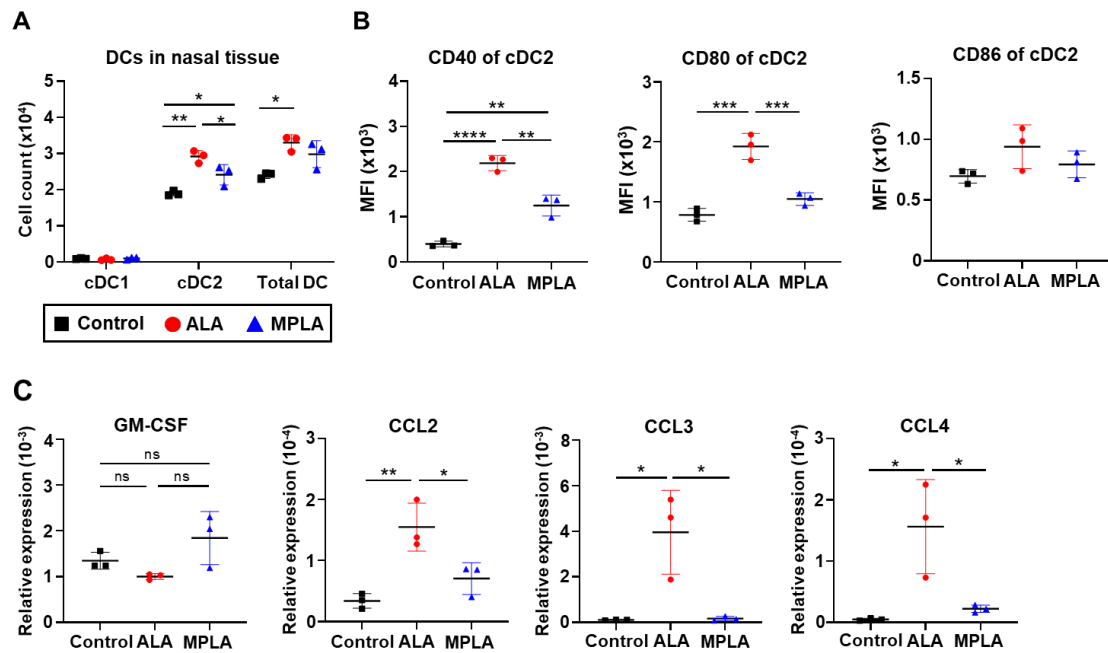 A
DCs in nasal tissue
Cell count (x10⁴)
5
4
3
2
1
0
*
** *
*
cDC1 cDC2 Total DC
Control ALA MPLA
B
CD40 of cDC2
MFI (x10³)
4
3
2
1
0
**
**** **
Control ALA MPLA
CD80 of cDC2
MFI (x10³)
3
2
1
0
*** ***
Control ALA MPLA
CD86 of cDC2
MFI (x10³)
1.5
1.0
0.5
0.0
Control ALA MPLA
C
GM-CSF
Relative expression (10⁻³)
4
3
2
1
0
ns
ns ns
Control ALA MPLA
CCL2
Relative expression (10⁻⁴)
3
2
1
0
** *
Control ALA MPLA
CCL3
Relative expression (10⁻³)
8
6
4
2
0
* *
Control ALA MPLA
CCL4
Relative expression (10⁻⁴)
3
2
1
0
* *
Control ALA MPLA